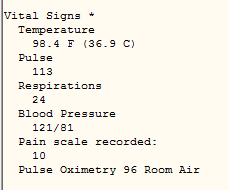 Vital Signs *
Temperature
98.4 F (36.9 C)
Pulse
113
Respirations
24
Blood Pressure
121/81
Pain scale recorded:
10
Pulse Oximetry 96 Room Air